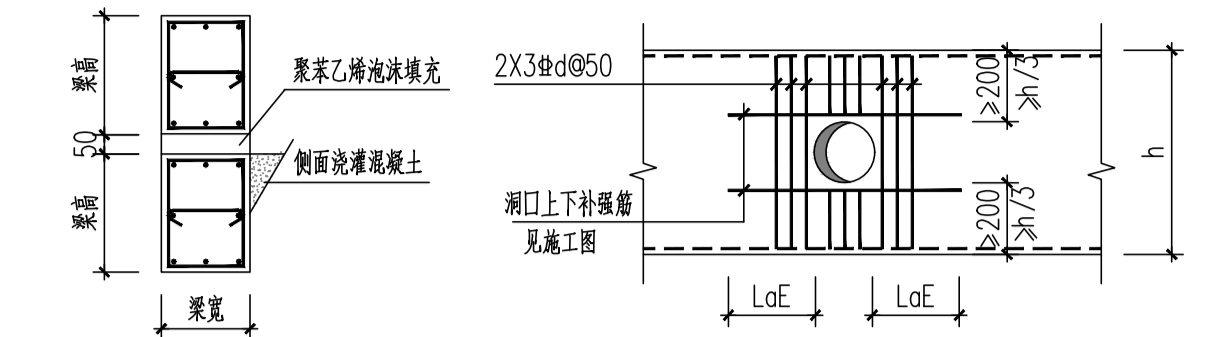 梁高
50
梁高
聚苯乙烯泡沫填充
侧面浇灌混凝土
梁宽
2X3⌽d@50
洞口上下补强筋
见施工图
≥200
≥h/3
≥200
≥h/3
h
LaE
LaE